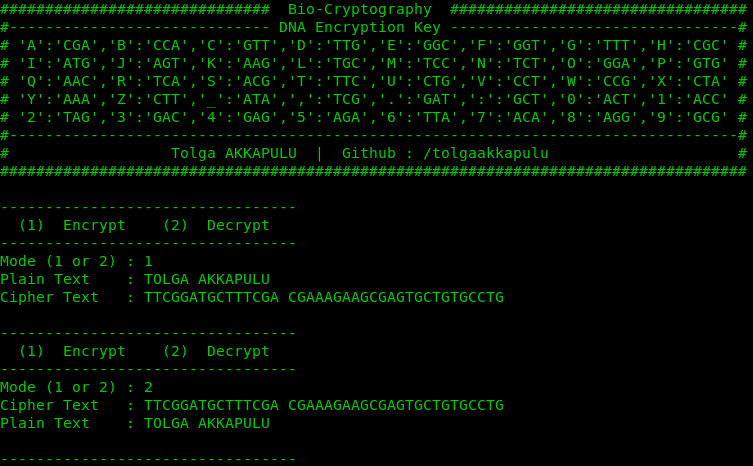 ############################## Bio-Cryptography #################################
#------------------------------ DNA Encryption Key ---------------------------------#
# 'A':'CGA','B':'CCA','C':'GTT','D':'TTG','E':'GGC','F':'GGT','G':'TTT','H':'CGC' #
# 'I':'ATG','J':'AGT','K':'AAG','L':'TGC','M':'TCC','N':'TCT','O':'GGA','P':'GTG' #
# 'Q':'AAC','R':'TCA','S':'ACG','T':'TTC','U':'CTG','V':'CCT','W':'CCG','X':'CTA' #
# 'Y':'AAA','Z':'CTT','_':'ATA',',':'TCG','.':'GAT',':':'GCT','0':'ACT','1':'ACC' #
# '2':'TAG','3':'GAC','4':'GAG','5':'AGA','6':'TTA','7':'ACA','8':'AGG','9':'GCG' #
#---------------------------------------------------------------------------------#
# Tolga AKKAPULU | Github : /tolgaakkapulu #
###################################################################################
---------------------------------
(1) Encrypt (2) Decrypt
---------------------------------
Mode (1 or 2) : 1
Plain Text : TOLGA AKKAPULU
Cipher Text : TTCGGATGCTTTCGA CGAAAGAAGCGAGTGCTGTGCCTG
---------------------------------
(1) Encrypt (2) Decrypt
---------------------------------
Mode (1 or 2) : 2
Cipher Text : TTCGGATGCTTTCGA CGAAAGAAGCGAGTGCTGTGCCTG
Plain Text : TOLGA AKKAPULU
---------------------------------